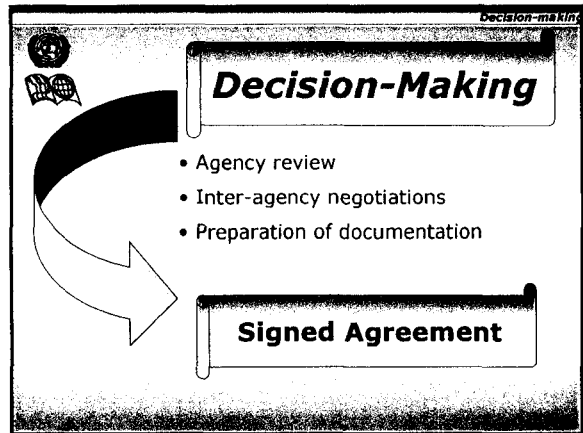 Decision-making
Decision-Making
• Agency review
• Inter-agency negotiations
• Preparation of documentation
Signed Agreement